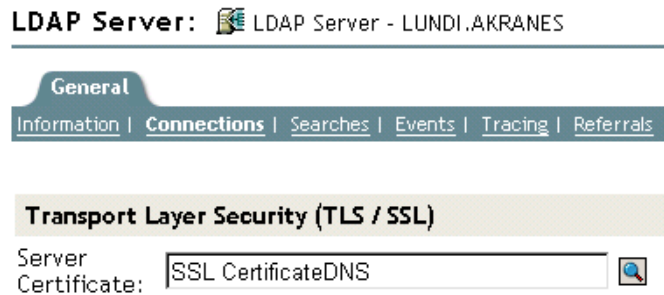 LDAP Server: LDAP Server - LUNDI.AKRANES
General
Information | Connections | Searches | Events | Tracing | Referrals
Transport Layer Security (TLS / SSL)
Server
Certificate: SSL CertificateDNS